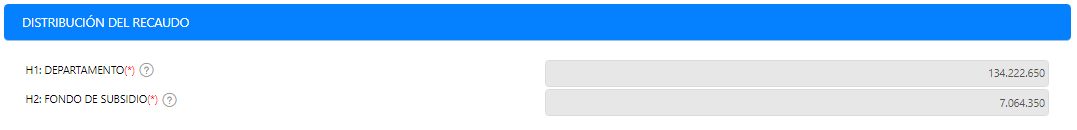 DISTRIBUCIÓN DEL RECAUDO
H1: DEPARTAMENTO(*) ? 134.222.650
H2: FONDO DE SUBSIDIO(*) ? 7.064.350